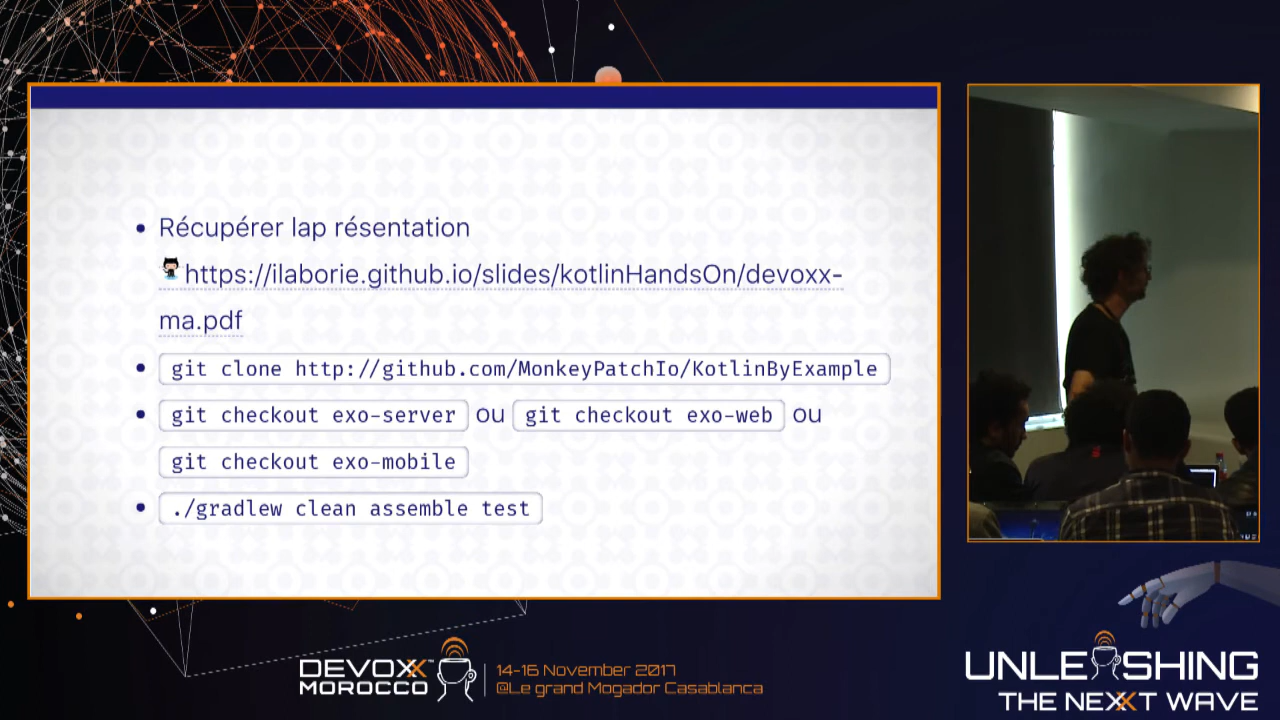 Récupérer lap résentation
https://ilaborie.github.io/slides/kotlinHandsOn/devoxx-
ma.pdf
git clone http://github.com/MonkeyPatchIo/KotlinByExample
git checkout exo-server ou git checkout exo-web ou
git checkout exo-mobile
./gradlew clean assemble test
DEVOXX™
MOROCCO
14-16 November 2017
@Le grand Mogador Casablanca
UNLEASHING
THE NEXXT WAVE